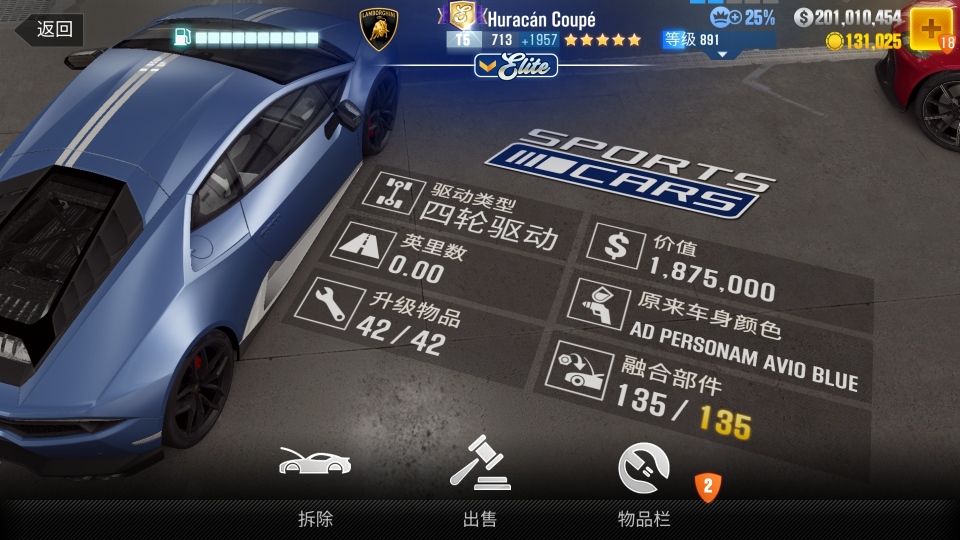 返回
LAMBORGHINI
Huracán Coupé
T5 713 +1957
等级 891
25%
201,010,454
131,025
18
Elite
SPORTS
CARS
驱动类型
四轮驱动
英里数
0.00
升级物品
42/42
价值
1,875,000
原来车身颜色
AD PERSONAM AVIO BLUE
融合部件
135/135
拆除
出售
物品栏
2